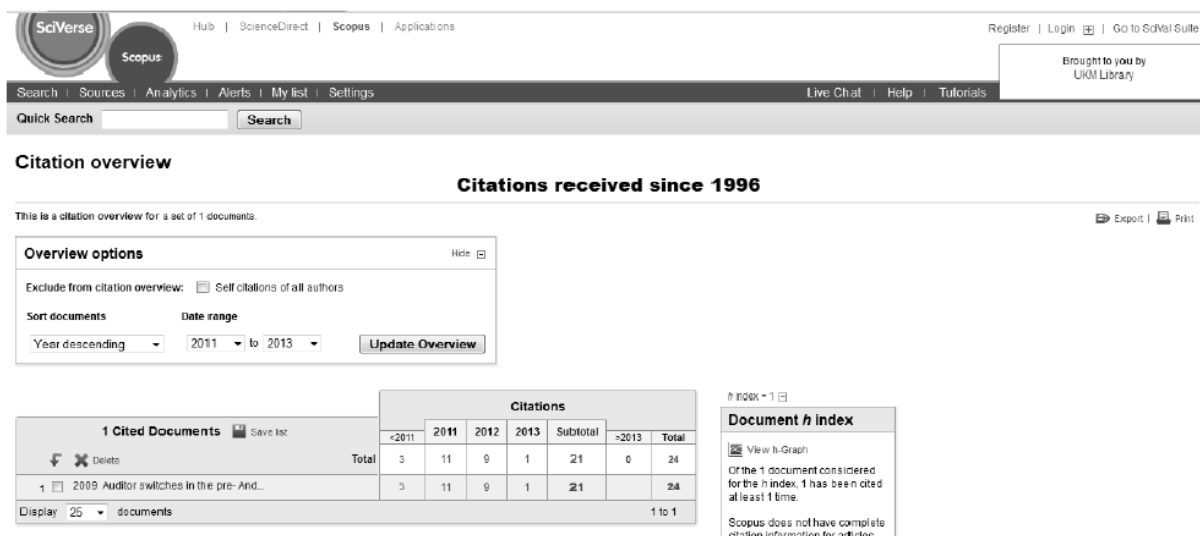 SciVerse
Scopus
Hub | ScienceDirect | Scopus | Applications
Register | Login | Go to SciVal Suite
Brought to you by
UKM Library
Search | Sources | Analytics | Alerts | My list | Settings
Live Chat | Help | Tutorials
Quick Search Search
Citation overview
Citations received since 1996
This is a citation overview for a set of 1 documents.
Export | Print
Overview options Hide
Exclude from citation overview: Self citations of all authors
Sort documents Date range
Year descending 2011 to 2013 Update Overview
h index = 1
Citations
Document h index
1 Cited Documents Save list <2011 2011 2012 2013 Subtotal >2013 Total
View h-Graph
Delete Total 3 11 9 1 21 0 24
Of the 1 document considered
for the h index, 1 has been cited
at least 1 time.
1 2009 Auditor switches in the pre- And... 3 11 9 1 21 24
Display 25 documents 1 to 1
Scopus does not have complete
citation information for articles